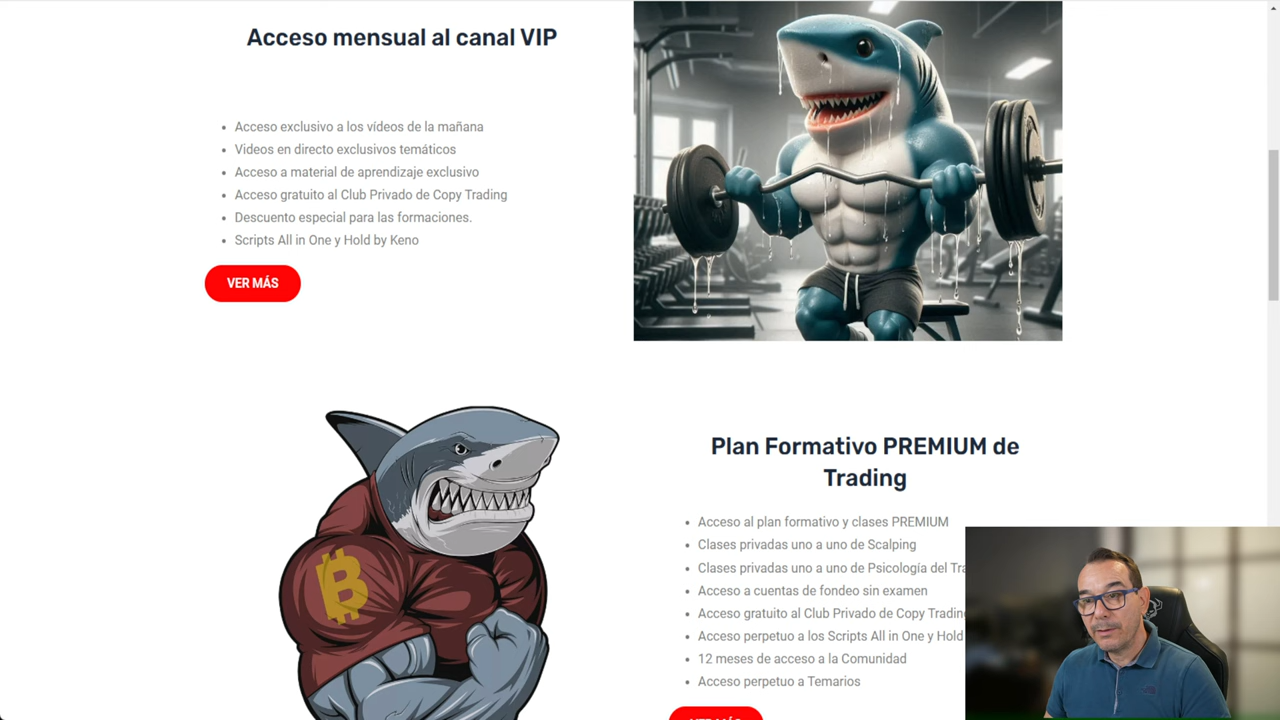 Acceso mensual al canal VIP
Acceso exclusivo a los vídeos de la mañana
Videos en directo exclusivos temáticos
Acceso a material de aprendizaje exclusivo
Acceso gratuito al Club Privado de Copy Trading
Descuento especial para las formaciones.
Scripts All in One y Hold by Keno
VER MÁS
Plan Formativo PREMIUM de
Trading
Acceso al plan formativo y clases PREMIUM
Clases privadas uno a uno de Scalping
Clases privadas uno a uno de Psicología del
Acceso a cuentas de fondeo sin examen
Acceso gratuito al Club Privado de Copy Trading
Acceso perpetuo a los Scripts All in One y Hold
12 meses de acceso a la Comunidad
Acceso perpetuo a Temarios
VER MÁS